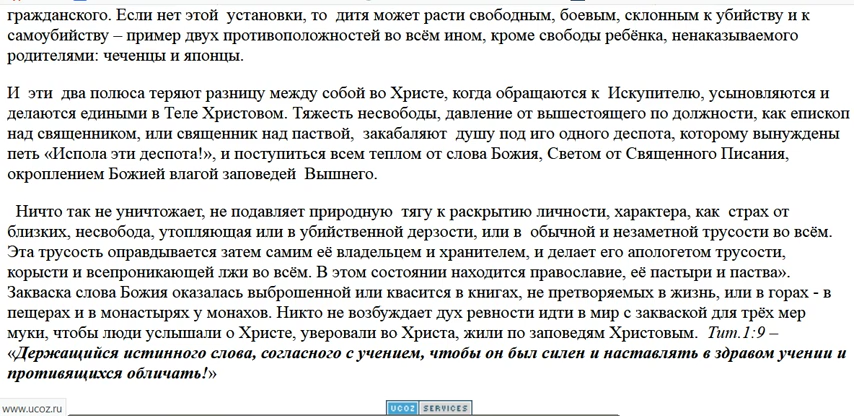 гражданского. Если нет этой установки, то дитя может расти свободным, боевым, склонным к убийству и к
самоубийству – пример двух противоположностей во всём ином, кроме свободы ребёнка, ненаказываемого
родителями: чеченцы и японцы.
И эти два полюса теряют разницу между собой во Христе, когда обращаются к Искупителю, усыновляются и
делаются едиными в Теле Христовом. Тяжесть несвободы, давление от вышестоящего по должности, как епископ
над священником, или священник над паствой, закабаляют душу под иго одного деспота, которому вынуждены
петь «Испола эти деспота!», и поступиться всем теплом от слова Божия, Светом от Священного Писания,
окроплением Божией влагой заповедей Вышнего.
Ничто так не уничтожает, не подавляет природную тягу к раскрытию личности, характера, как страх от
близких, несвобода, утопляющая или в убийственной дерзости, или в обычной и незаметной трусости во всём.
Эта трусость оправдывается затем самим её владельцем и хранителем, и делает его апологетом трусости,
корысти и всепроникающей лжи во всём. В этом состоянии находится православие, её пастыри и паства».
Закваска слова Божия оказалась выброшенной или квасится в книгах, не претворяемых в жизнь, или в горах - в
пещерах и в монастырях у монахов. Никто не возбуждает дух ревности идти в мир с закваской для трёх мер
муки, чтобы люди услышали о Христе, уверовали во Христа, жили по заповедям Христовым. Тит.1:9 –
«Держащийся истинного слова, согласного с учением, чтобы он был силен и наставлять в здравом учении и
противящихся обличать!»
UCOZ SERVICES
www.ucoz.ru